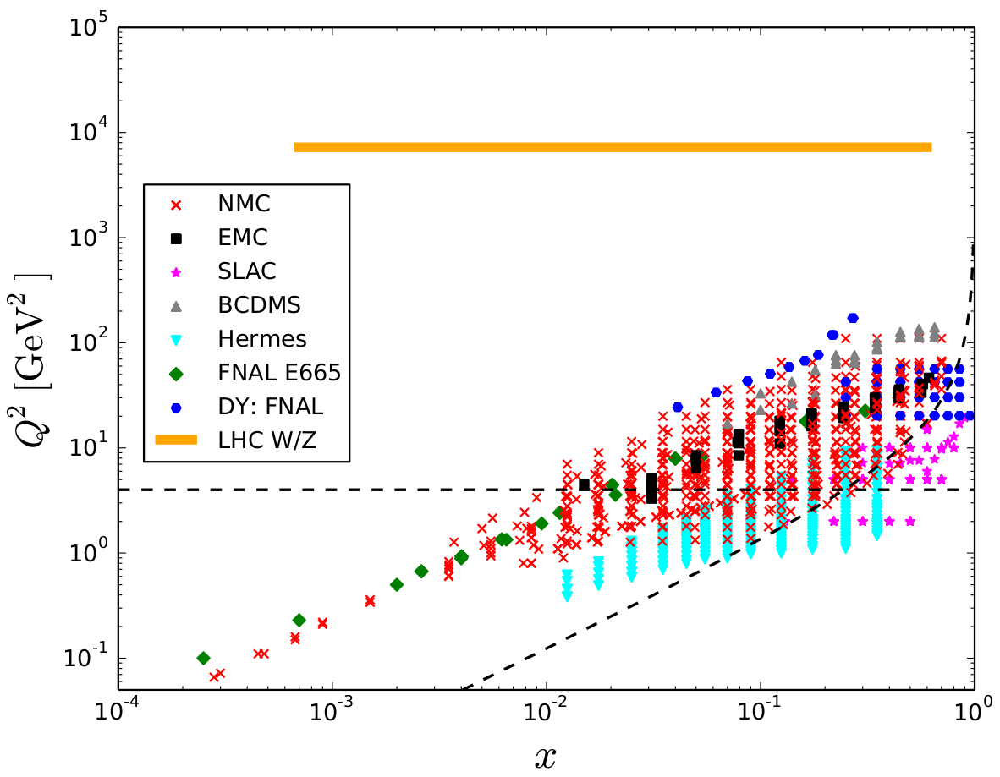 10^5
10^4
10^3
10^2
10^1
10^0
10^-1
Q^2 [GeV^2]
NMC
EMC
SLAC
BCDMS
Hermes
FNAL E665
DY: FNAL
LHC W/Z
10^-4 10^-3 10^-2 10^-1 10^0
x